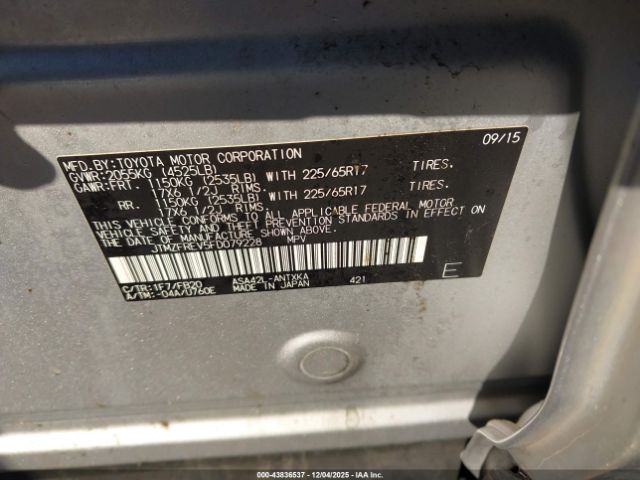 MFD.BY:TOYOTA MOTOR CORPORATION 09/15
GVWR:2055KG (4525LB)
GAWR:FRT. 1150KG (2535LB) WITH 225/65R17 TIRES.
17X6 1/2J RIMS.
RR. 1150KG (2535LB) WITH 225/65R17 TIRES.
17X6 1/2J RIMS.
THIS VEHICLE CONFORMS TO ALL APPLICABLE FEDERAL MOTOR
VEHICLE SAFETY AND THEFT PREVENTION STANDARDS IN EFFECT ON
THE DATE OF MANUFACTURE SHOWN ABOVE.
JTMZFREV5FD079228 MPV
C/TR:1F7/FB20 ASA42L-ANTXKA 421
A/TM:-04A/U760E MADE IN JAPAN
E
000-43836537 - 12/04/2025 - IAAI.CA